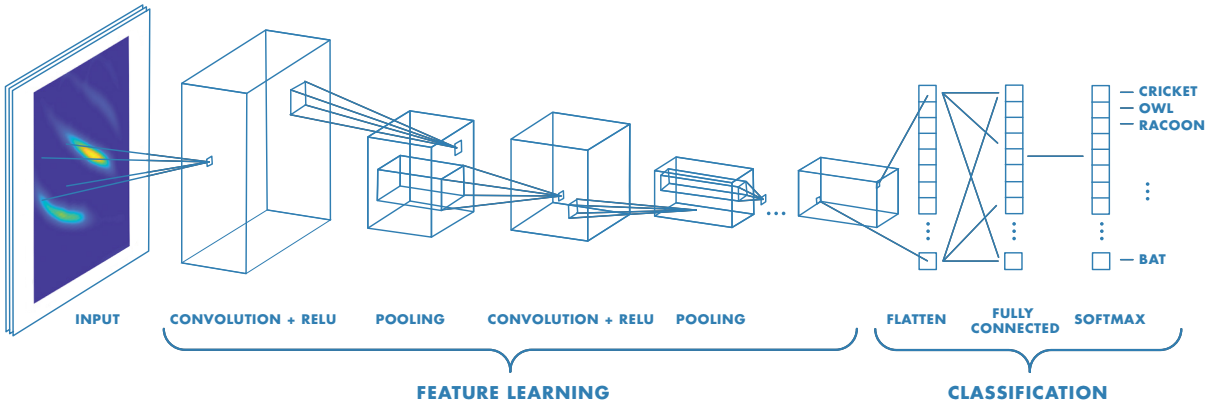 CRICKET
OWL
RACOON
...
BAT
...
INPUT
CONVOLUTION + RELU
POOLING
CONVOLUTION + RELU
POOLING
FLATTEN
FULLY
CONNECTED
SOFTMAX
FEATURE LEARNING
CLASSIFICATION